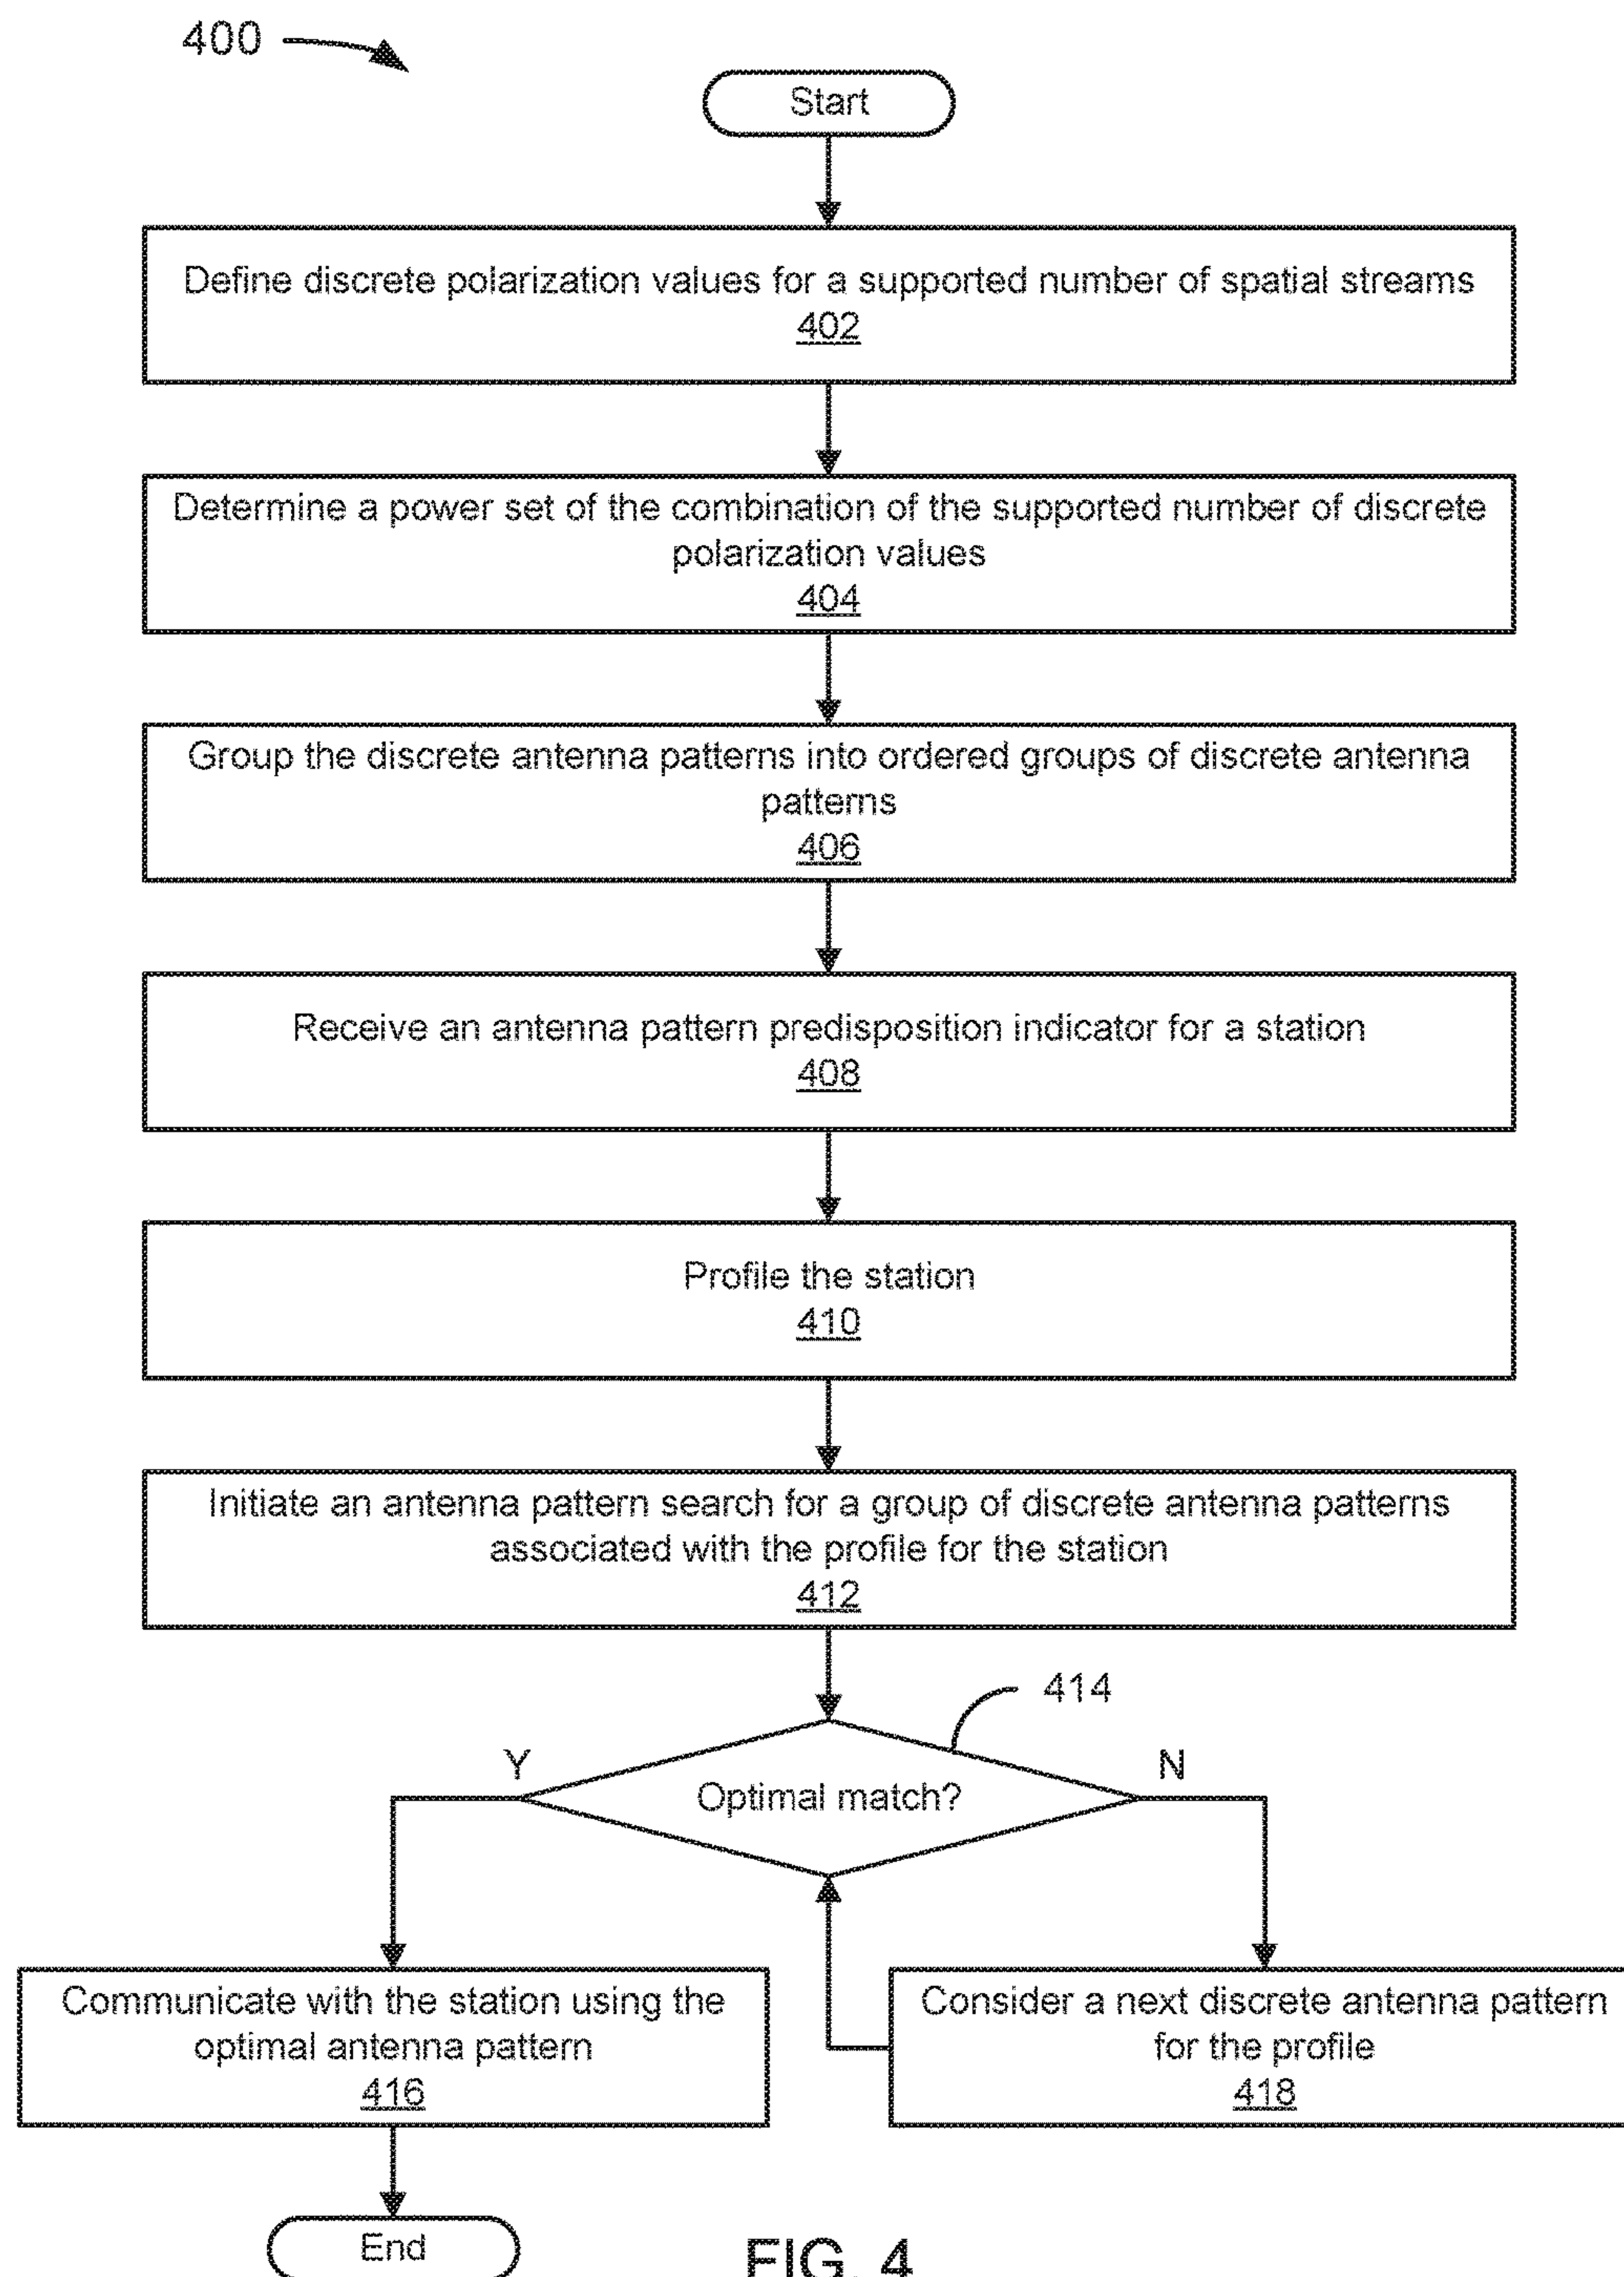 400
Start
Define discrete polarization values for a supported number of spatial streams
402
Determine a power set of the combination of the supported number of discrete
polarization values
404
Group the discrete antenna patterns into ordered groups of discrete antenna
patterns
406
Receive an antenna pattern predisposition indicator for a station
408
Profile the station
410
Initiate an antenna pattern search for a group of discrete antenna patterns
associated with the profile for the station
412
414
Y
N
Optimal match?
Communicate with the station using the
optimal antenna pattern
416
Consider a next discrete antenna pattern
for the profile
418
End
FIG. 4